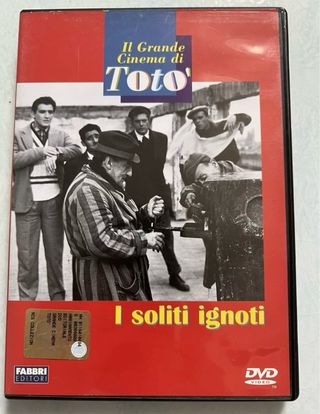 Il Grande
Cinema di
Totò
I soliti ignoti
FABBRI
EDITORI
DVD
VIDEO